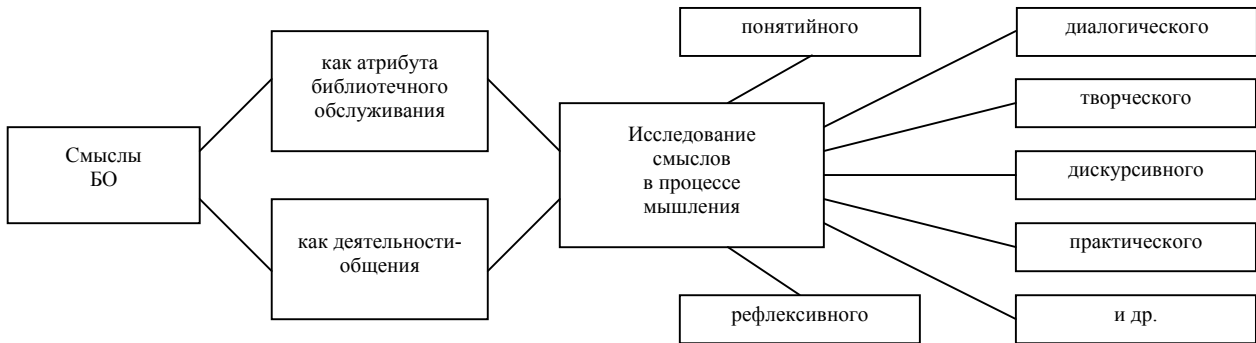 Смыслы
БО
как атрибута
библиотечного
обслуживания
как деятельности-
общения
Исследование
смыслов
в процессе
мышления
понятийного
рефлексивного
диалогического
творческого
дискурсивного
практического
и др.